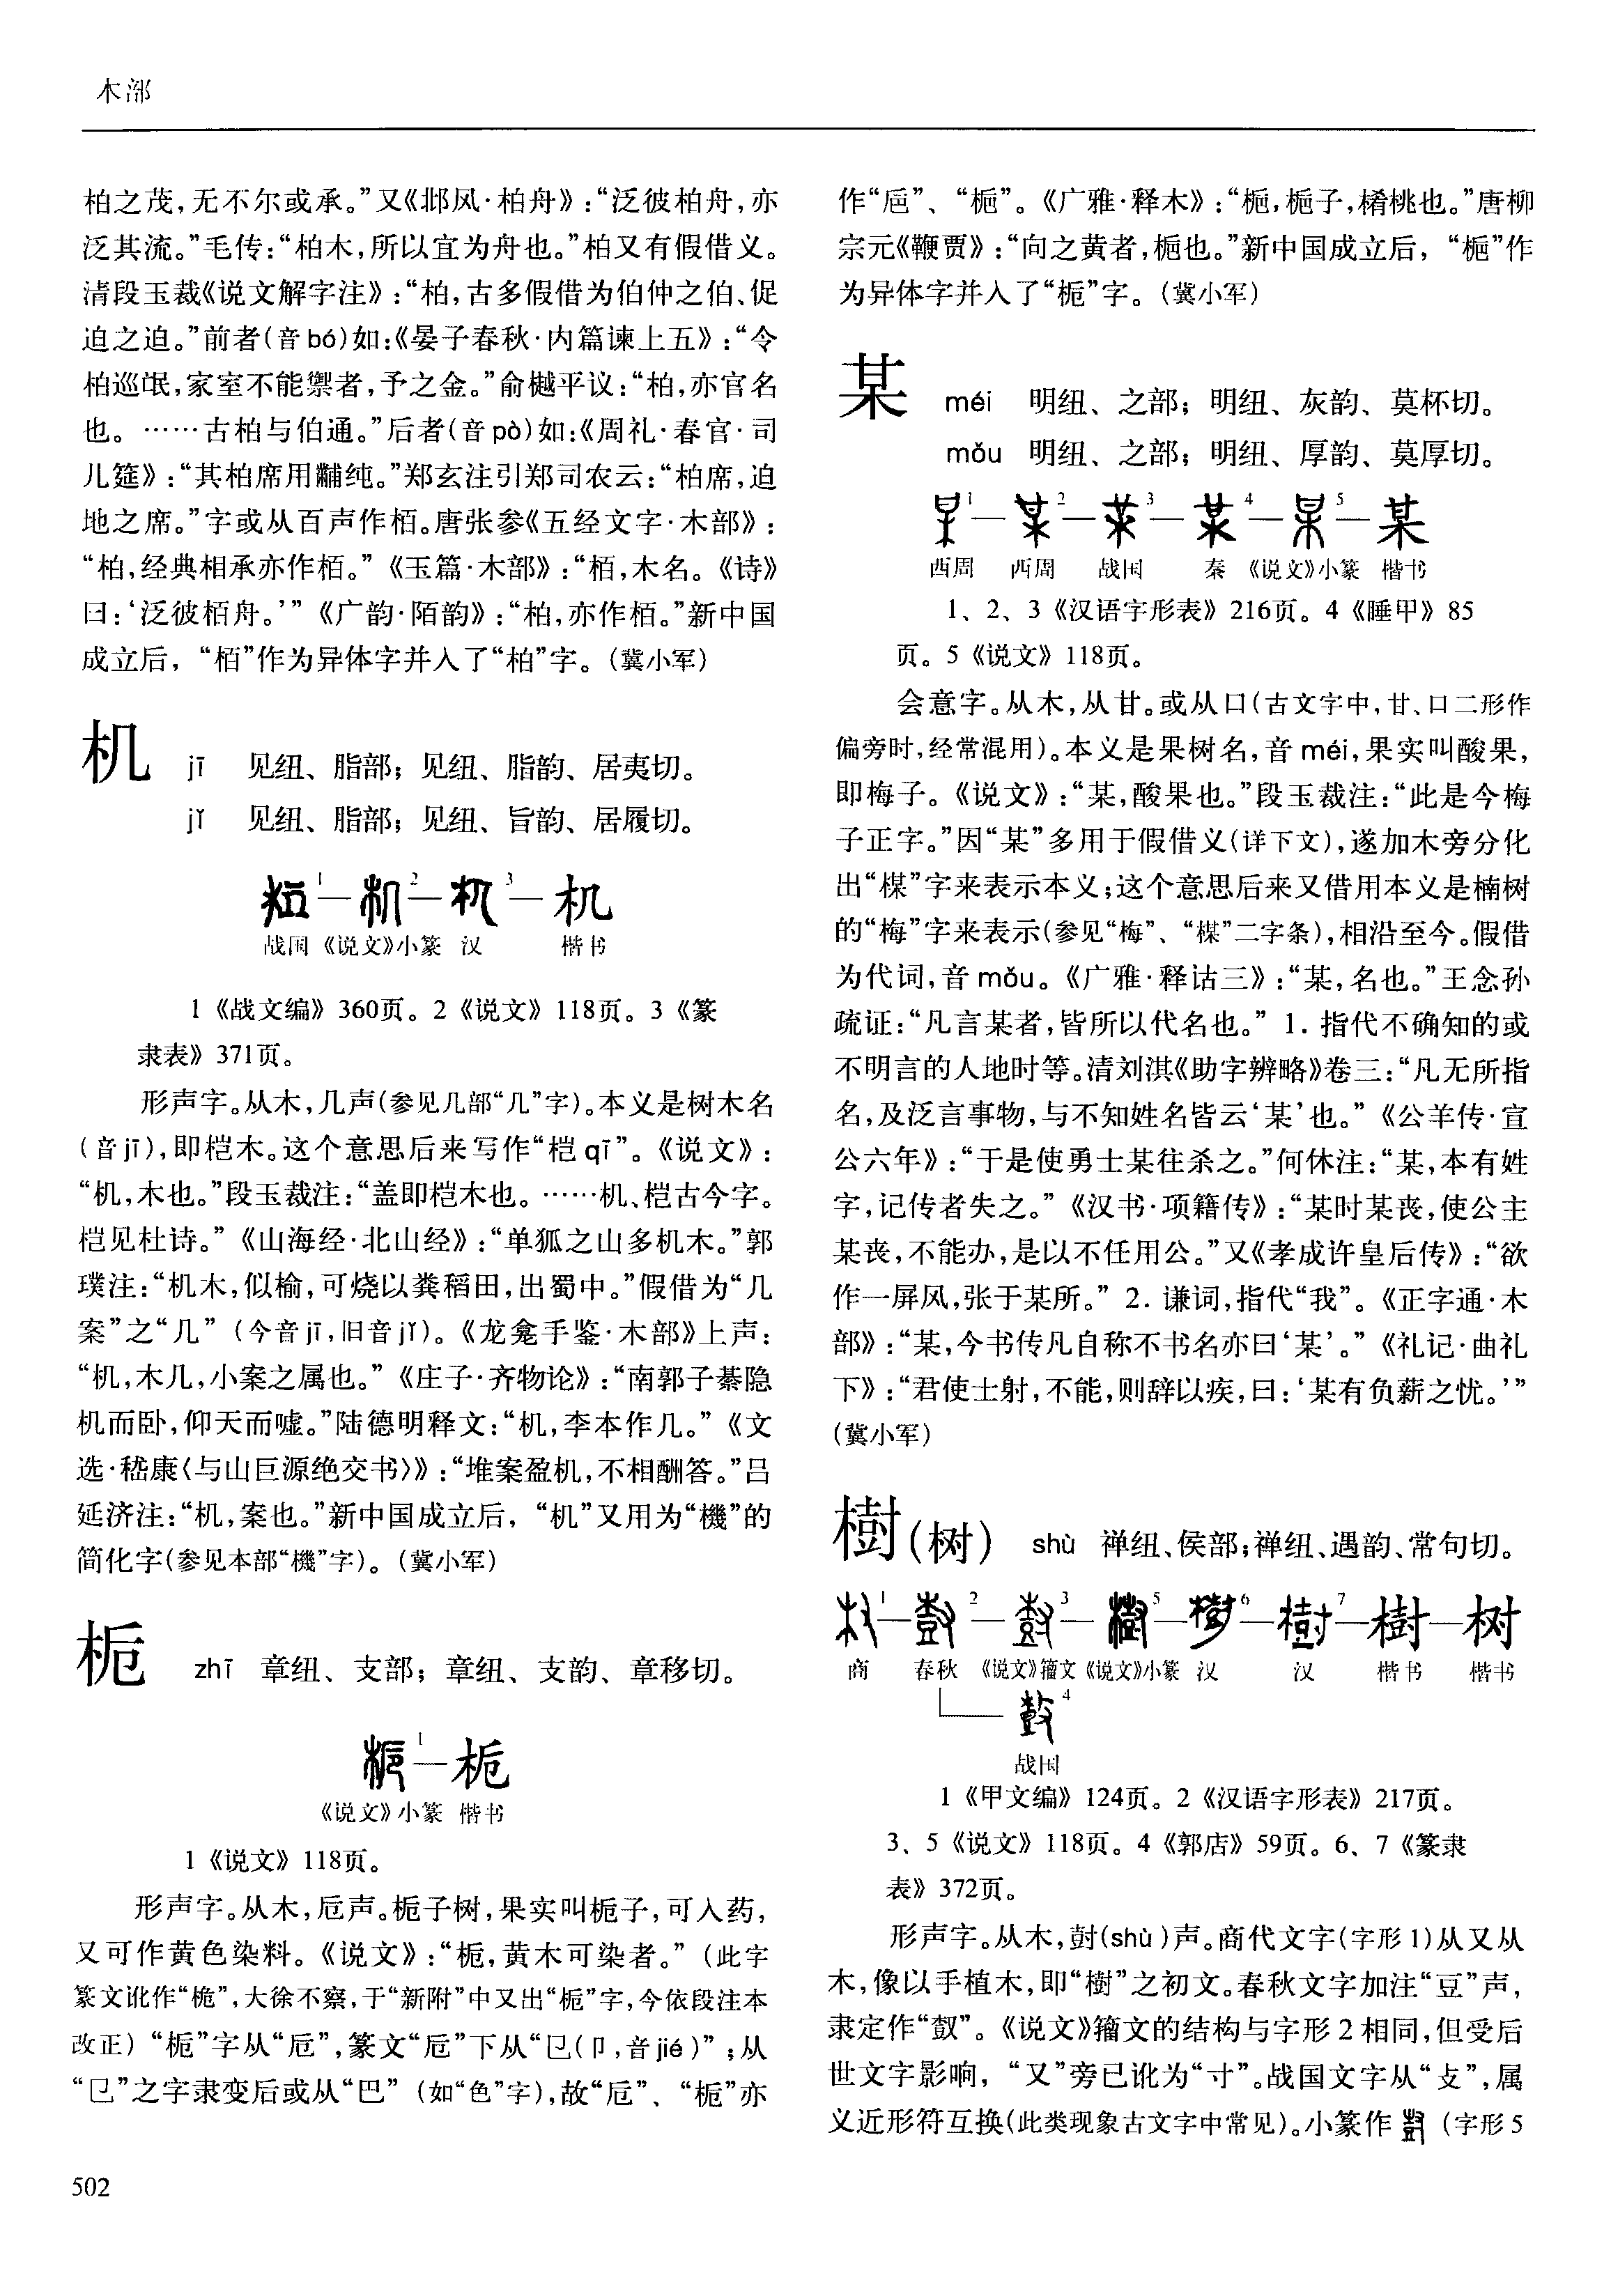 木部
柏之茂,无不尔或承。”又《邶风·柏舟》:“泛彼柏舟,亦
泛其流。”毛传:“柏木,所以宜为舟也。”柏又有假借义。
清段玉裁《说文解字注》:“柏,古多假借为伯仲之伯、促
迫之迫。”前者(音bó)如:《晏子春秋·内篇谏上五》:“令
柏巡氓,家室不能禦者,予之金。”俞樾平议:“柏,亦官名
也。……古柏与伯通。”后者(音pò)如:《周礼·春官·司
儿筵》:“其柏席用黼纯。”郑玄注引郑司农云:“柏席,迫
地之席。”字或从百声作栢。唐张参《五经文字·木部》:
“柏,经典相承亦作栢。”《玉篇·木部》:“栢,木名。《诗》
曰:‘泛彼栢舟。’”《广韵·陌韵》:“柏,亦作栢。”新中国
成立后,“栢”作为异体字并入了“柏”字。(冀小军)
机 jī 见纽、脂部;见纽、脂韵、居夷切。
jǐ 见纽、脂部;见纽、旨韵、居履切。
1—2—3—机
战国 《说文》小篆 汉 楷书
1《战文编》360页。2《说文》118页。3《篆
隶表》371页。
形声字。从木,几声(参见几部“几”字)。本义是树木名
(音jī),即桤木。这个意思后来写作“桤qī”。《说文》:
“机,木也。”段玉裁注:“盖即桤木也。……机、桤古今字。
桤见杜诗。”《山海经·北山经》:“单狐之山多机木。”郭
璞注:“机木,似榆,可烧以粪稻田,出蜀中。”假借为“几
案”之“几”(今音jī,旧音jǐ)。《龙龛手鉴·木部》上声:
“机,木几,小案之属也。”《庄子·齐物论》:“南郭子綦隐
机而卧,仰天而嘘。”陆德明释文:“机,李本作几。”《文
选·嵇康〈与山巨源绝交书〉》:“堆案盈机,不相酬答。”吕
延济注:“机,案也。”新中国成立后,“机”又用为“機”的
简化字(参见本部“機”字)。(冀小军)
栀 zhī 章纽、支部;章纽、支韵、章移切。
1—栀
《说文》小篆 楷书
1《说文》118页。
形声字。从木,卮声。栀子树,果实叫栀子,可入药,
又可作黄色染料。《说文》:“栀,黄木可染者。”(此字
篆文讹作“桅”,大徐不察,于“新附”中又出“栀”字,今依段注本
改正)“栀”字从“卮”,篆文“卮”下从“㔾(卩,音jié)”;从
“㔾”之字隶变后或从“巴”(如“色”字),故“卮”、“栀”亦
作“巵”、“梔”。《广雅·释木》:“梔,梔子,楕桃也。”唐柳
宗元《鞭贾》:“向之黄者,梔也。”新中国成立后,“梔”作
为异体字并入了“栀”字。(冀小军)
某 méi 明纽、之部;明纽、灰韵、莫杯切。
mǒu 明纽、之部;明纽、厚韵、莫厚切。
1—2—3—4—5—某
西周 西周 战国 秦 《说文》小篆 楷书
1、2、3《汉语字形表》216页。4《睡甲》85
页。5《说文》118页。
会意字。从木,从甘。或从口(古文字中,甘、口二形作
偏旁时,经常混用)。本义是果树名,音méi,果实叫酸果,
即梅子。《说文》:“某,酸果也。”段玉裁注:“此是今梅
子正字。”因“某”多用于假借义(详下文),遂加木旁分化
出“楳”字来表示本义;这个意思后来又借用本义是楠树
的“梅”字来表示(参见“梅”、“楳”二字条),相沿至今。假借
为代词,音mǒu。《广雅·释诂三》:“某,名也。”王念孙
疏证:“凡言某者,皆所以代名也。”1.指代不确知的或
不明言的人地时等。清刘淇《助字辨略》卷三:“凡无所指
名,及泛言事物,与不知姓名皆云‘某’也。”《公羊传·宣
公六年》:“于是使勇士某往杀之。”何休注:“某,本有姓
字,记传者失之。”《汉书·项籍传》:“某时某丧,使公主
某丧,不能办,是以不任用公。”又《孝成许皇后传》:“欲
作一屏风,张于某所。”2.谦词,指代“我”。《正字通·木
部》:“某,今书传凡自称不书名亦曰‘某’。”《礼记·曲礼
下》:“君使士射,不能,则辞以疾,曰:‘某有负薪之忧。’”
(冀小军)
樹(树) shù 禅纽、侯部;禅纽、遇韵、常句切。
1—2—3—5—6—7—樹—树
商 春秋 《说文》籀文 《说文》小篆 汉 汉 楷书 楷书
4
战国
1《甲文编》124页。2《汉语字形表》217页。
3、5《说文》118页。4《郭店》59页。6、7《篆隶
表》372页。
形声字。从木,尌(shù)声。商代文字(字形1)从又从
木,像以手植木,即“樹”之初文。春秋文字加注“豆”声,
隶定作“敼”。《说文》籀文的结构与字形2相同,但受后
世文字影响,“又”旁已讹为“寸”。战国文字从“攴”,属
义近形符互换(此类现象古文字中常见)。小篆作(字形5
502